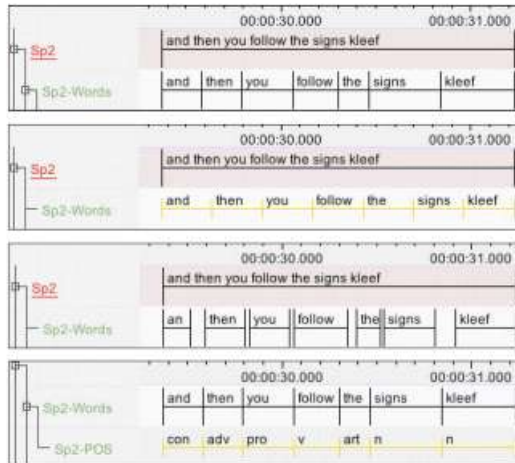 00:00:30.000 00:00:31.000
Sp2 and then you follow the signs kleef
Sp2-Words and then you follow the signs kleef
00:00:30.000 00:00:31.000
Sp2 and then you follow the signs kleef
Sp2-Words and then you follow the signs kleef
00:00:30.000 00:00:31.000
Sp2 and then you follow the signs kleef
Sp2-Words an then you follow the signs kleef
00:00:30.000 00:00:31.000
Sp2-Words and then you follow the signs kleef
Sp2-POS con adv pro v art n n